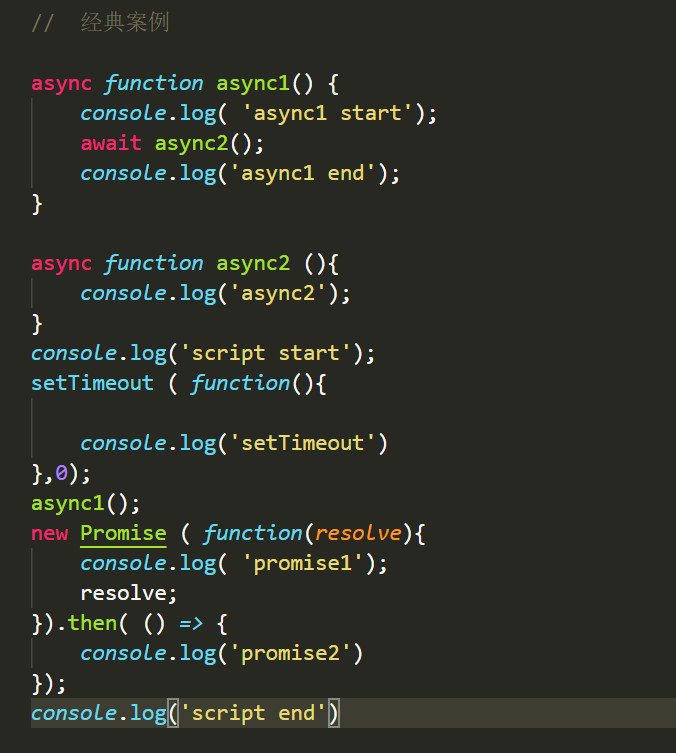 //  经典案例
async function async1() {
    console.log( 'async1 start');
    await async2();
    console.log('async1 end');
}
async function async2 (){
    console.log('async2');
}
console.log('script start');
setTimeout ( function(){
    console.log('setTimeout')
},0);
async1();
new Promise ( function(resolve){
    console.log( 'promise1');
    resolve;
}).then( () => {
    console.log('promise2')
});
console.log('script end')